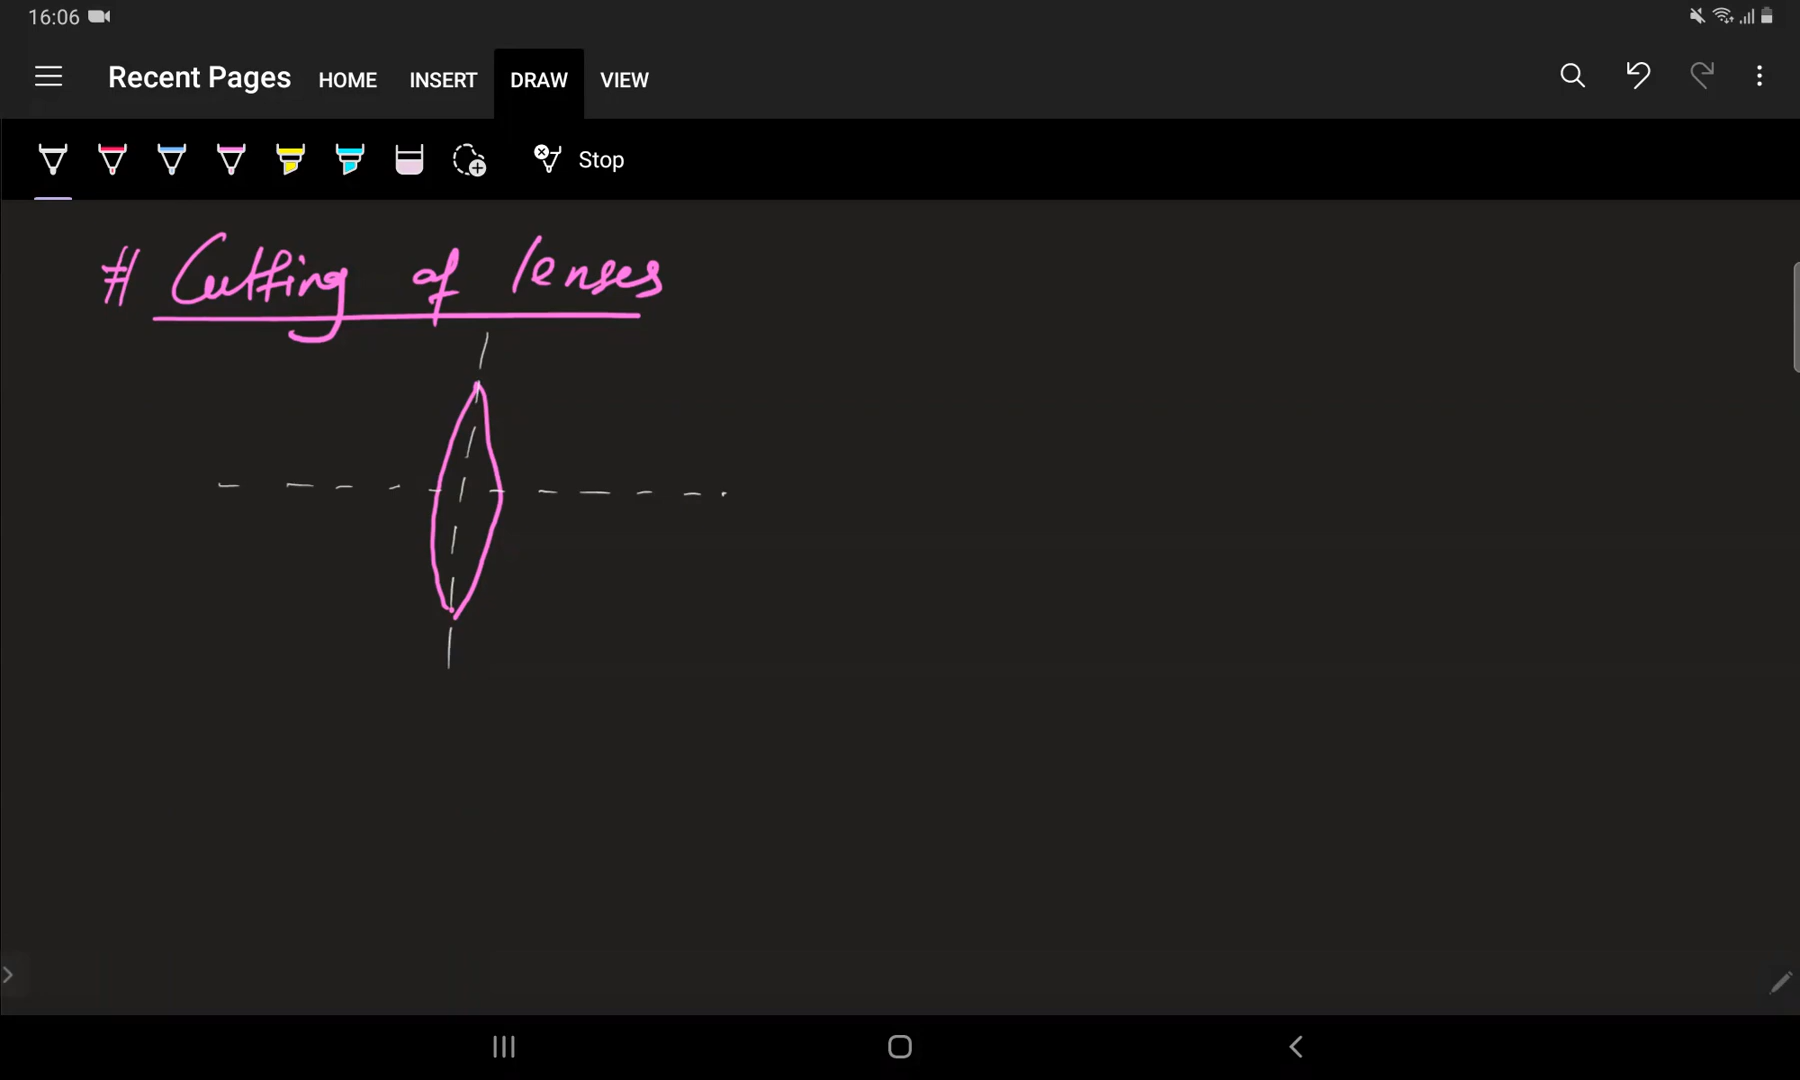 16:06
Recent Pages HOME INSERT DRAW VIEW
Stop
# Cutting of lenses